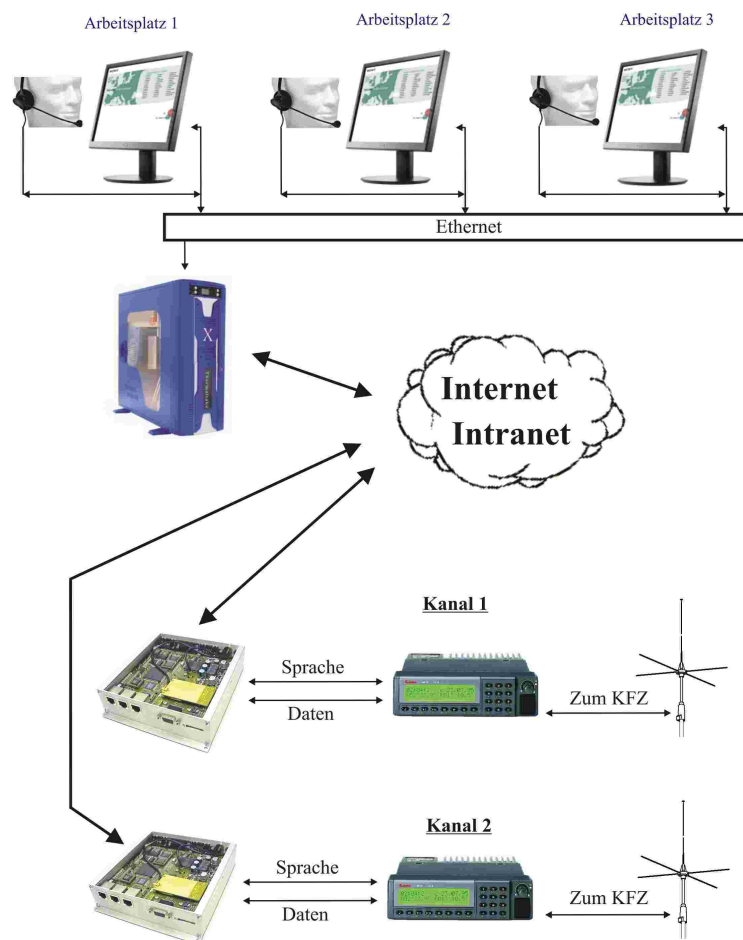 Arbeitsplatz 1
Arbeitsplatz 2
Arbeitsplatz 3
Ethernet
X
Internet
Intranet
Kanal 1
Sprache
Daten
Zum KFZ
Kanal 2
Sprache
Daten
Zum KFZ